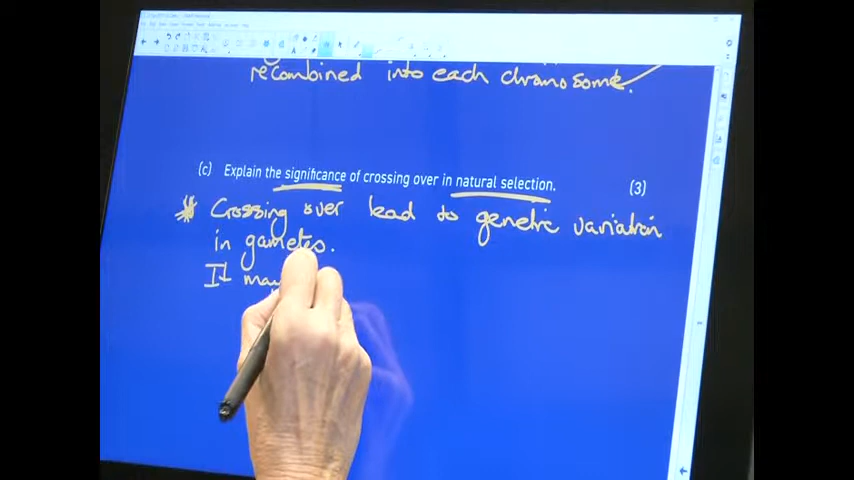 recombined into each chromosome.
(c) Explain the significance of crossing over in natural selection. (3)
* Crossing over lead to genetic variation
in gametes.
It may